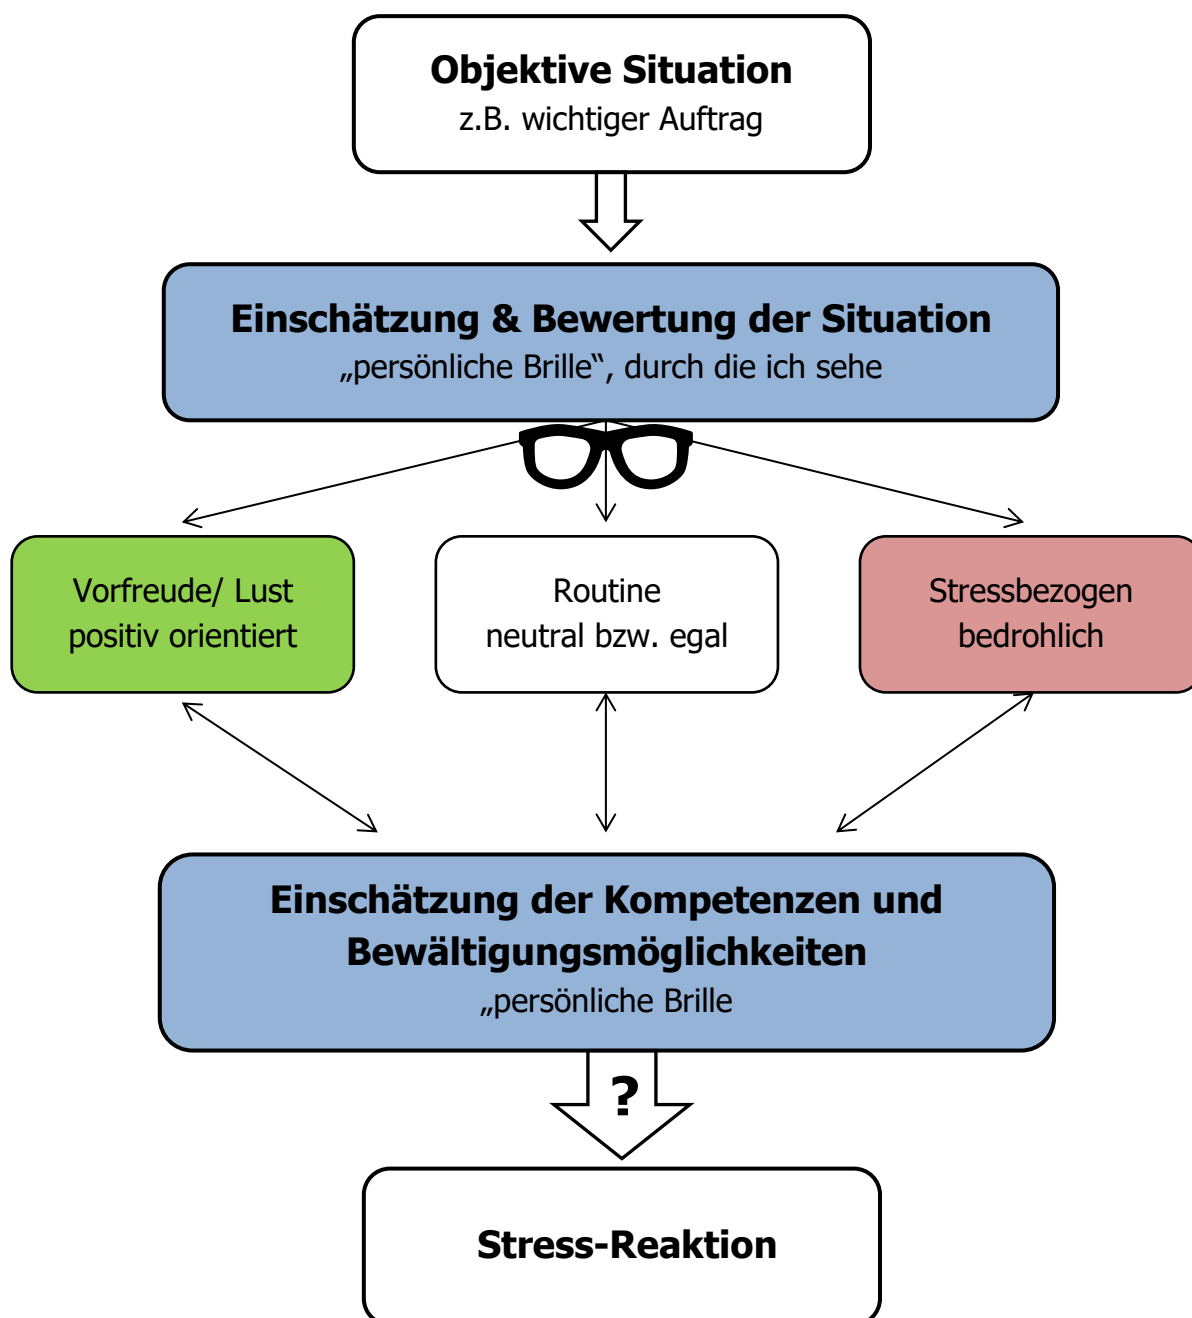 Objektive Situation
z.B. wichtiger Auftrag
Einschätzung & Bewertung der Situation
„persönliche Brille“, durch die ich sehe
Vorfreude/ Lust
positiv orientiert
Routine
neutral bzw. egal
Stressbezogen
bedrohlich
Einschätzung der Kompetenzen und
Bewältigungsmöglichkeiten
„persönliche Brille
?
Stress-Reaktion